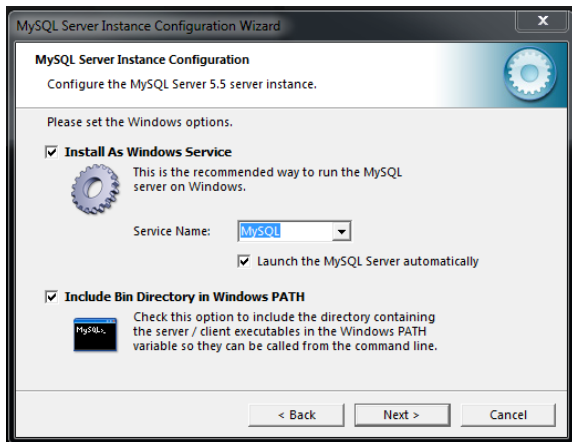 MySQL Server Instance Configuration Wizard
x
MySQL Server Instance Configuration
Configure the MySQL Server 5.5 server instance.
Please set the Windows options.
Install As Windows Service
This is the recommended way to run the MySQL
server on Windows.
Service Name:
MySQL
Launch the MySQL Server automatically
Include Bin Directory in Windows PATH
MySQL>_
Check this option to include the directory containing
the server / client executables in the Windows PATH
variable so they can be called from the command line.
< Back
Next >
Cancel